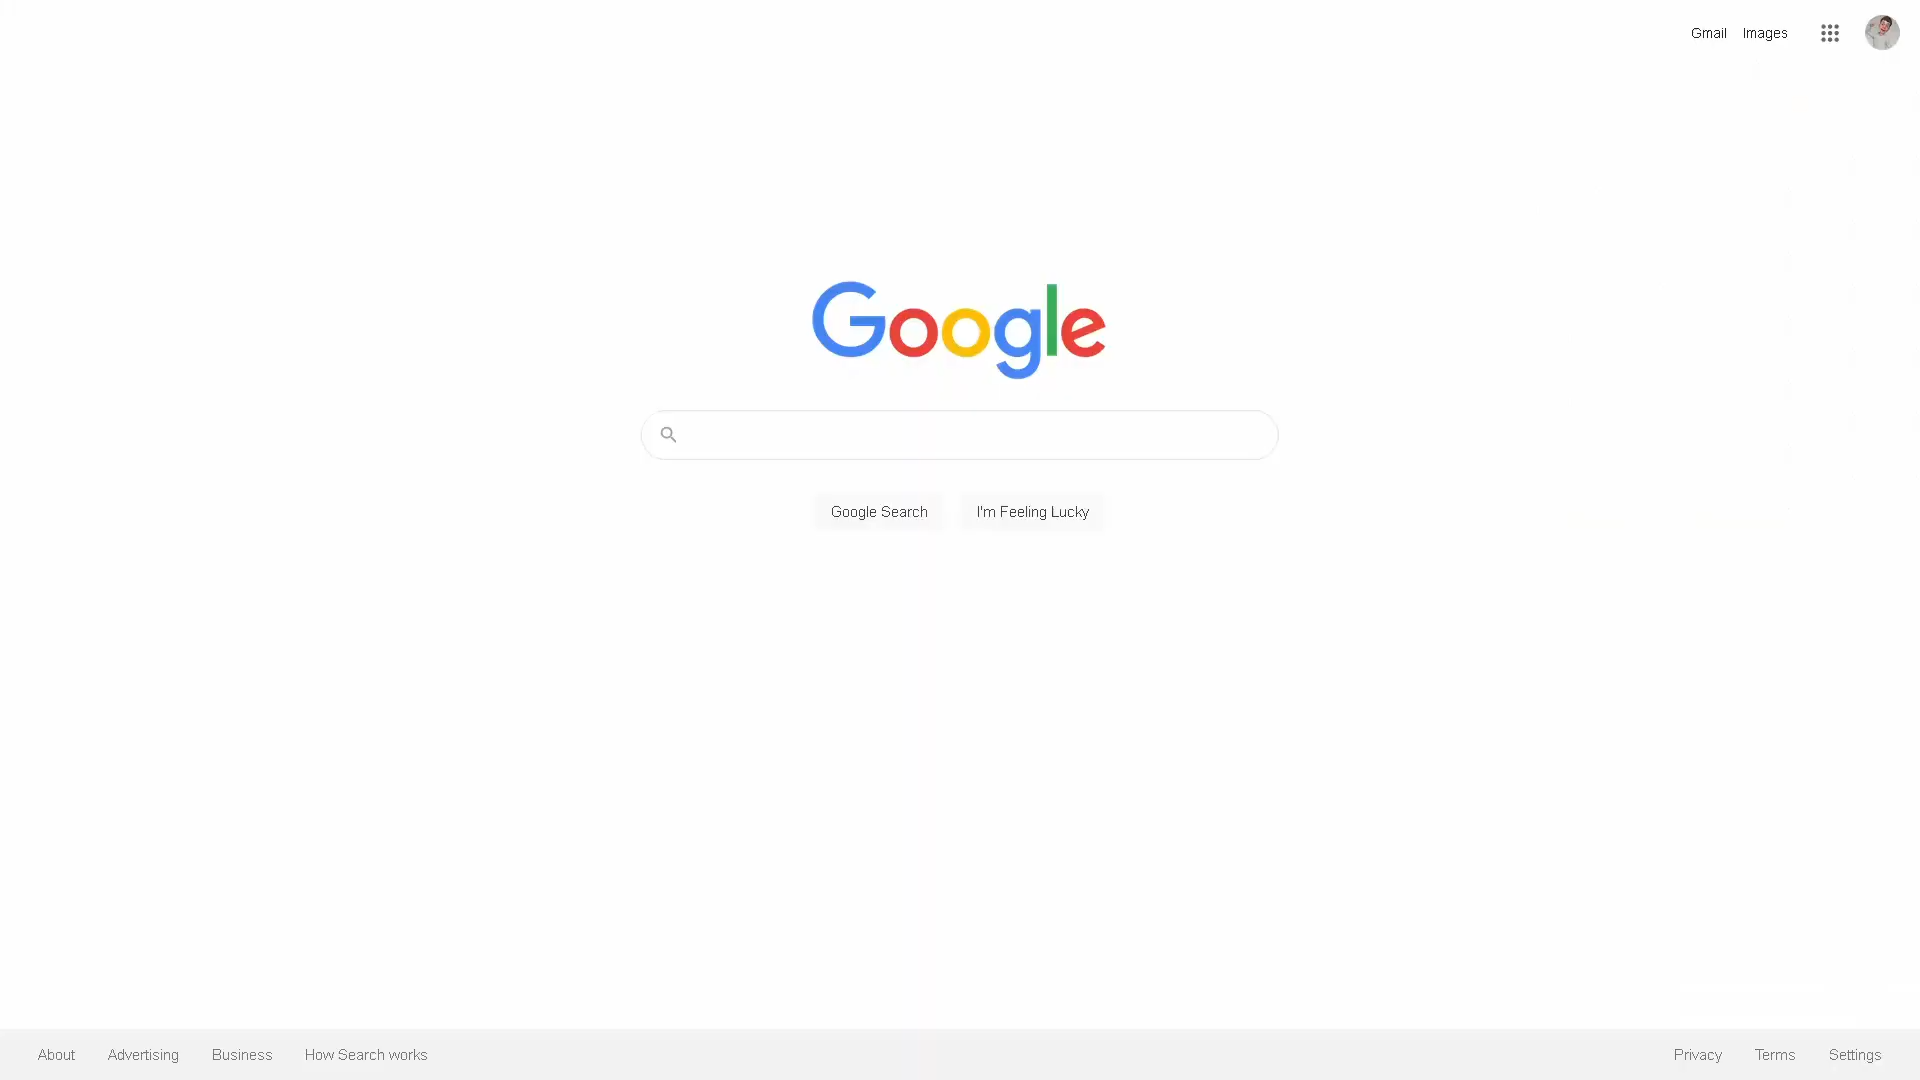 Gmail Images
Google
Google Search I'm Feeling Lucky
About Advertising Business How Search works Privacy Terms Settings